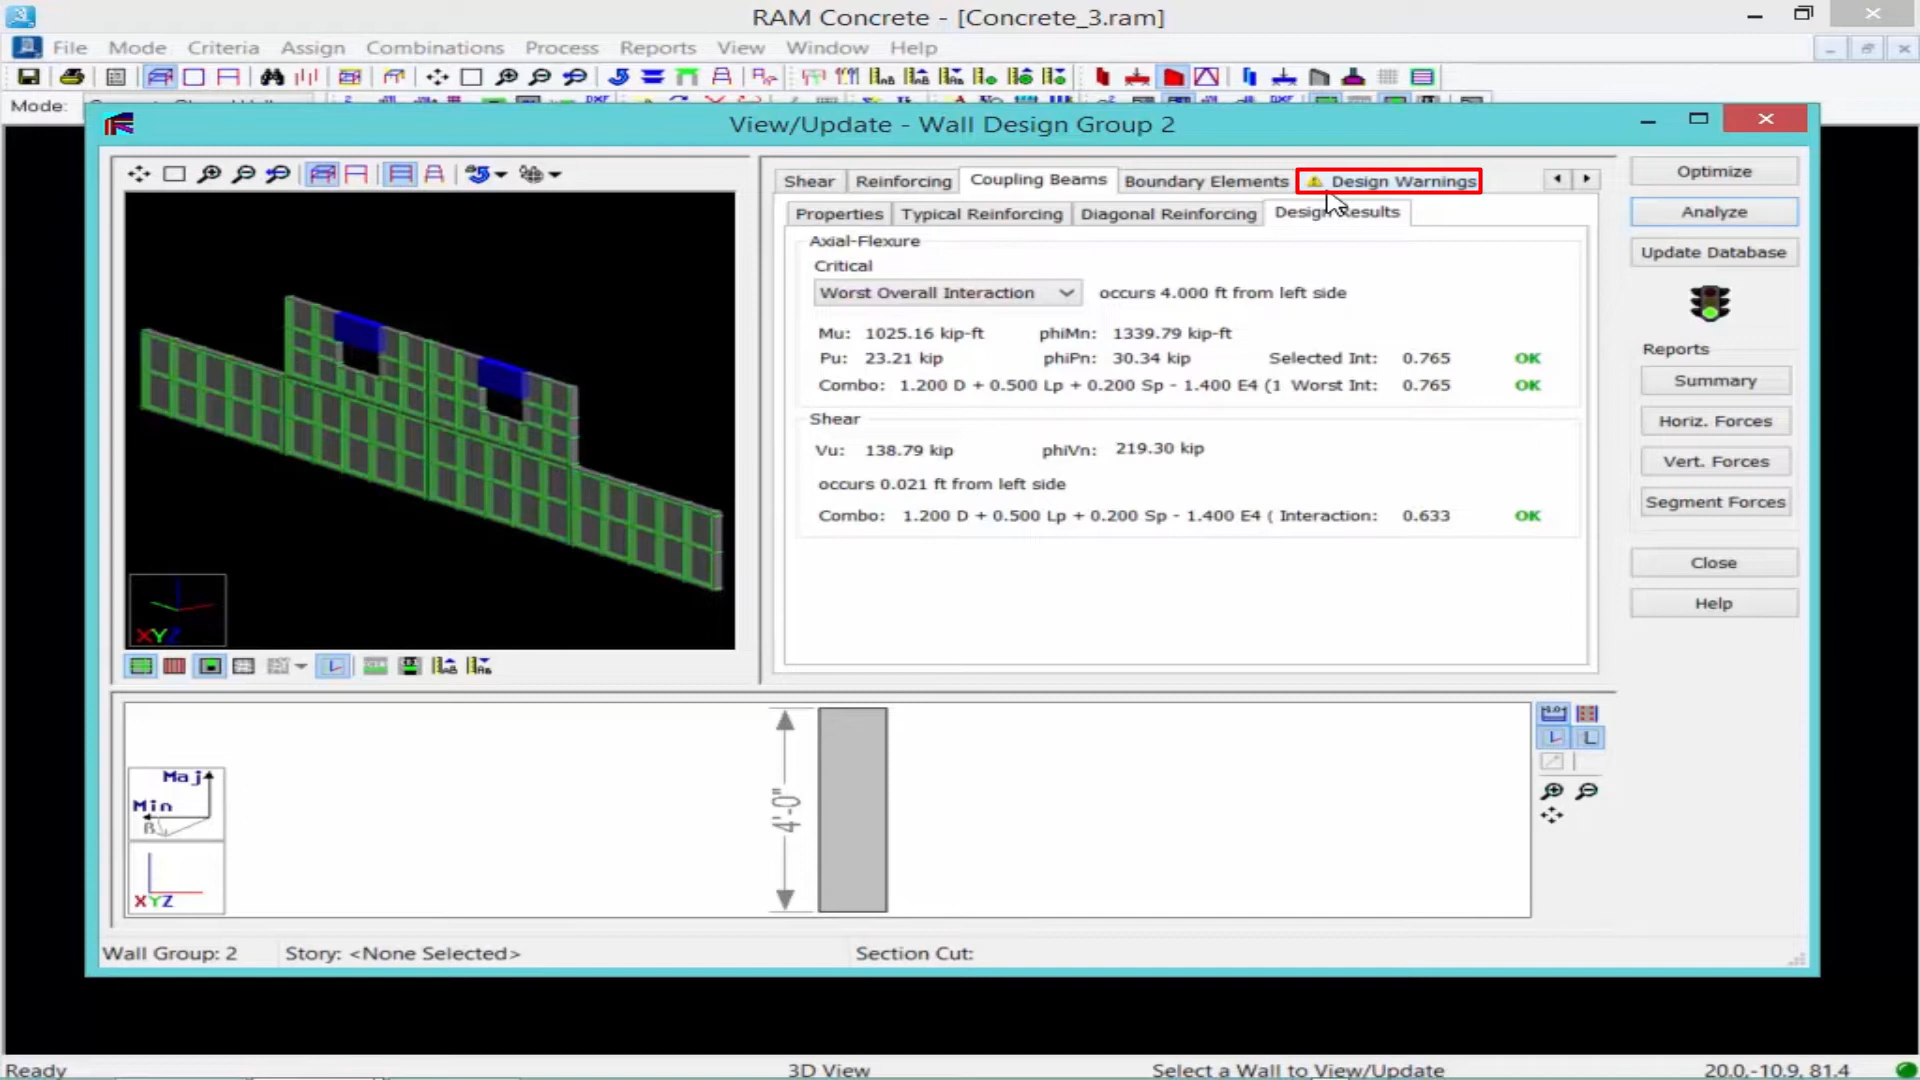 RAM Concrete - [Concrete_3.ram]
File Mode Criteria Assign Combinations Process Reports View Window Help
Mode:
View/Update - Wall Design Group 2
Shear Reinforcing Coupling Beams Boundary Elements Design Warnings
Properties Typical Reinforcing Diagonal Reinforcing Design Results
Axial-Flexure
Critical
Worst Overall Interaction occurs 4.000 ft from left side
Mu: 1025.16 kip-ft phiMn: 1339.79 kip-ft
Pu: 23.21 kip phiPn: 30.34 kip Selected Int: 0.765 OK
Combo: 1.200 D + 0.500 Lp + 0.200 Sp - 1.400 E4 (1 Worst Int: 0.765 OK
Shear
Vu: 138.79 kip phiVn: 219.30 kip
occurs 0.021 ft from left side
Combo: 1.200 D + 0.500 Lp + 0.200 Sp - 1.400 E4 ( Interaction: 0.633 OK
Optimize
Analyze
Update Database
Reports
Summary
Horiz. Forces
Vert. Forces
Segment Forces
Close
Help
XYZ
Maj
Min
B
XYZ
4'-0"
Wall Group: 2 Story: <None Selected> Section Cut:
Ready 3D View Select a Wall to View/Update 20.0,-10.9, 81.4